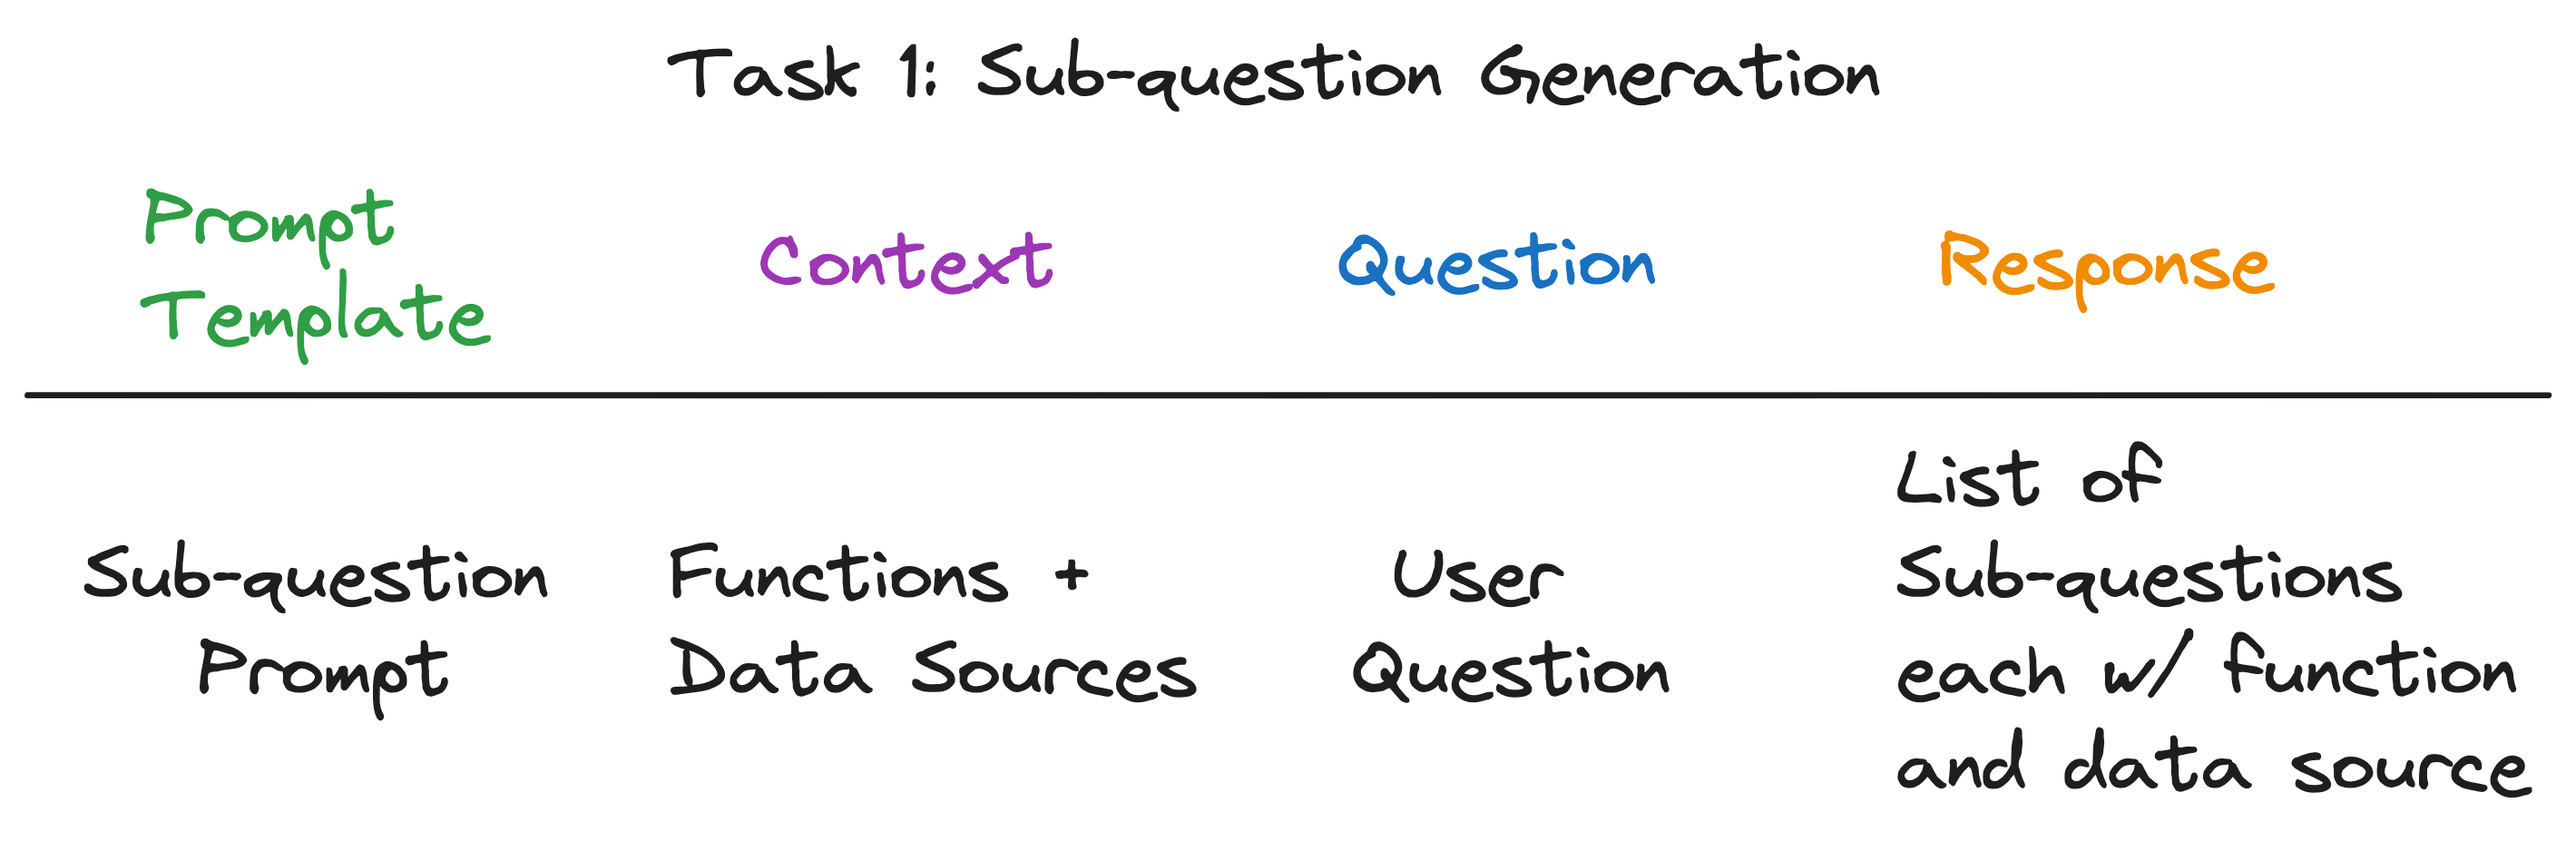 Task 1: Sub-question Generation
Prompt
Template
Context
Question
Response
Sub-question
Prompt
Functions +
Data Sources
User
Question
List of
Sub-questions
each w/ function
and data source